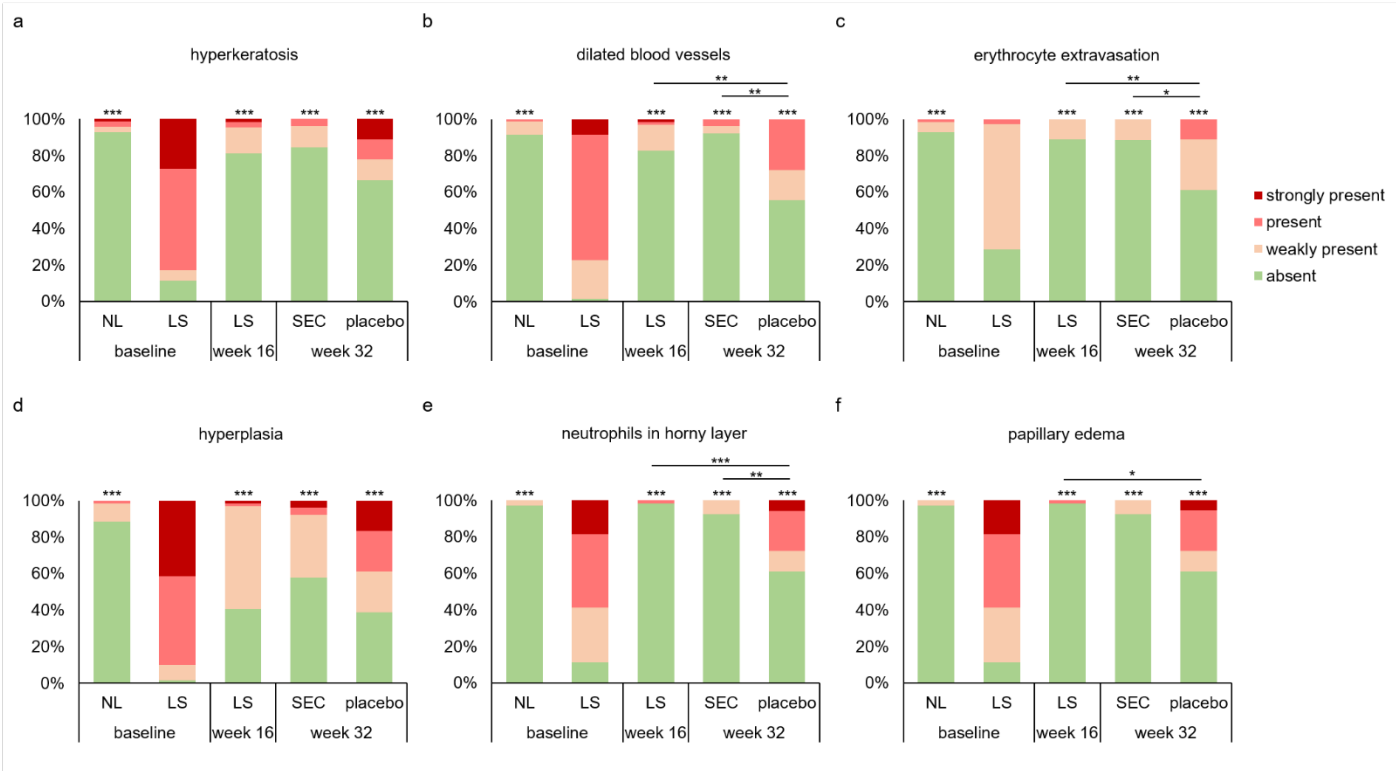 a
hyperkeratosis
*** *** *** ***
100%
80%
60%
40%
20%
0%
NL LS LS SEC placebo
baseline week 16 week 32
b
dilated blood vessels
**
**
*** *** *** ***
100%
80%
60%
40%
20%
0%
NL LS LS SEC placebo
baseline week 16 week 32
c
erythrocyte extravasation
**
*
*** *** *** ***
100%
80%
60%
40%
20%
0%
NL LS LS SEC placebo
baseline week 16 week 32
strongly present
present
weakly present
absent
d
hyperplasia
*** *** *** ***
100%
80%
60%
40%
20%
0%
NL LS LS SEC placebo
baseline week 16 week 32
e
neutrophils in horny layer
***
**
*** *** *** ***
100%
80%
60%
40%
20%
0%
NL LS LS SEC placebo
baseline week 16 week 32
f
papillary edema
*
*** *** *** ***
100%
80%
60%
40%
20%
0%
NL LS LS SEC placebo
baseline week 16 week 32